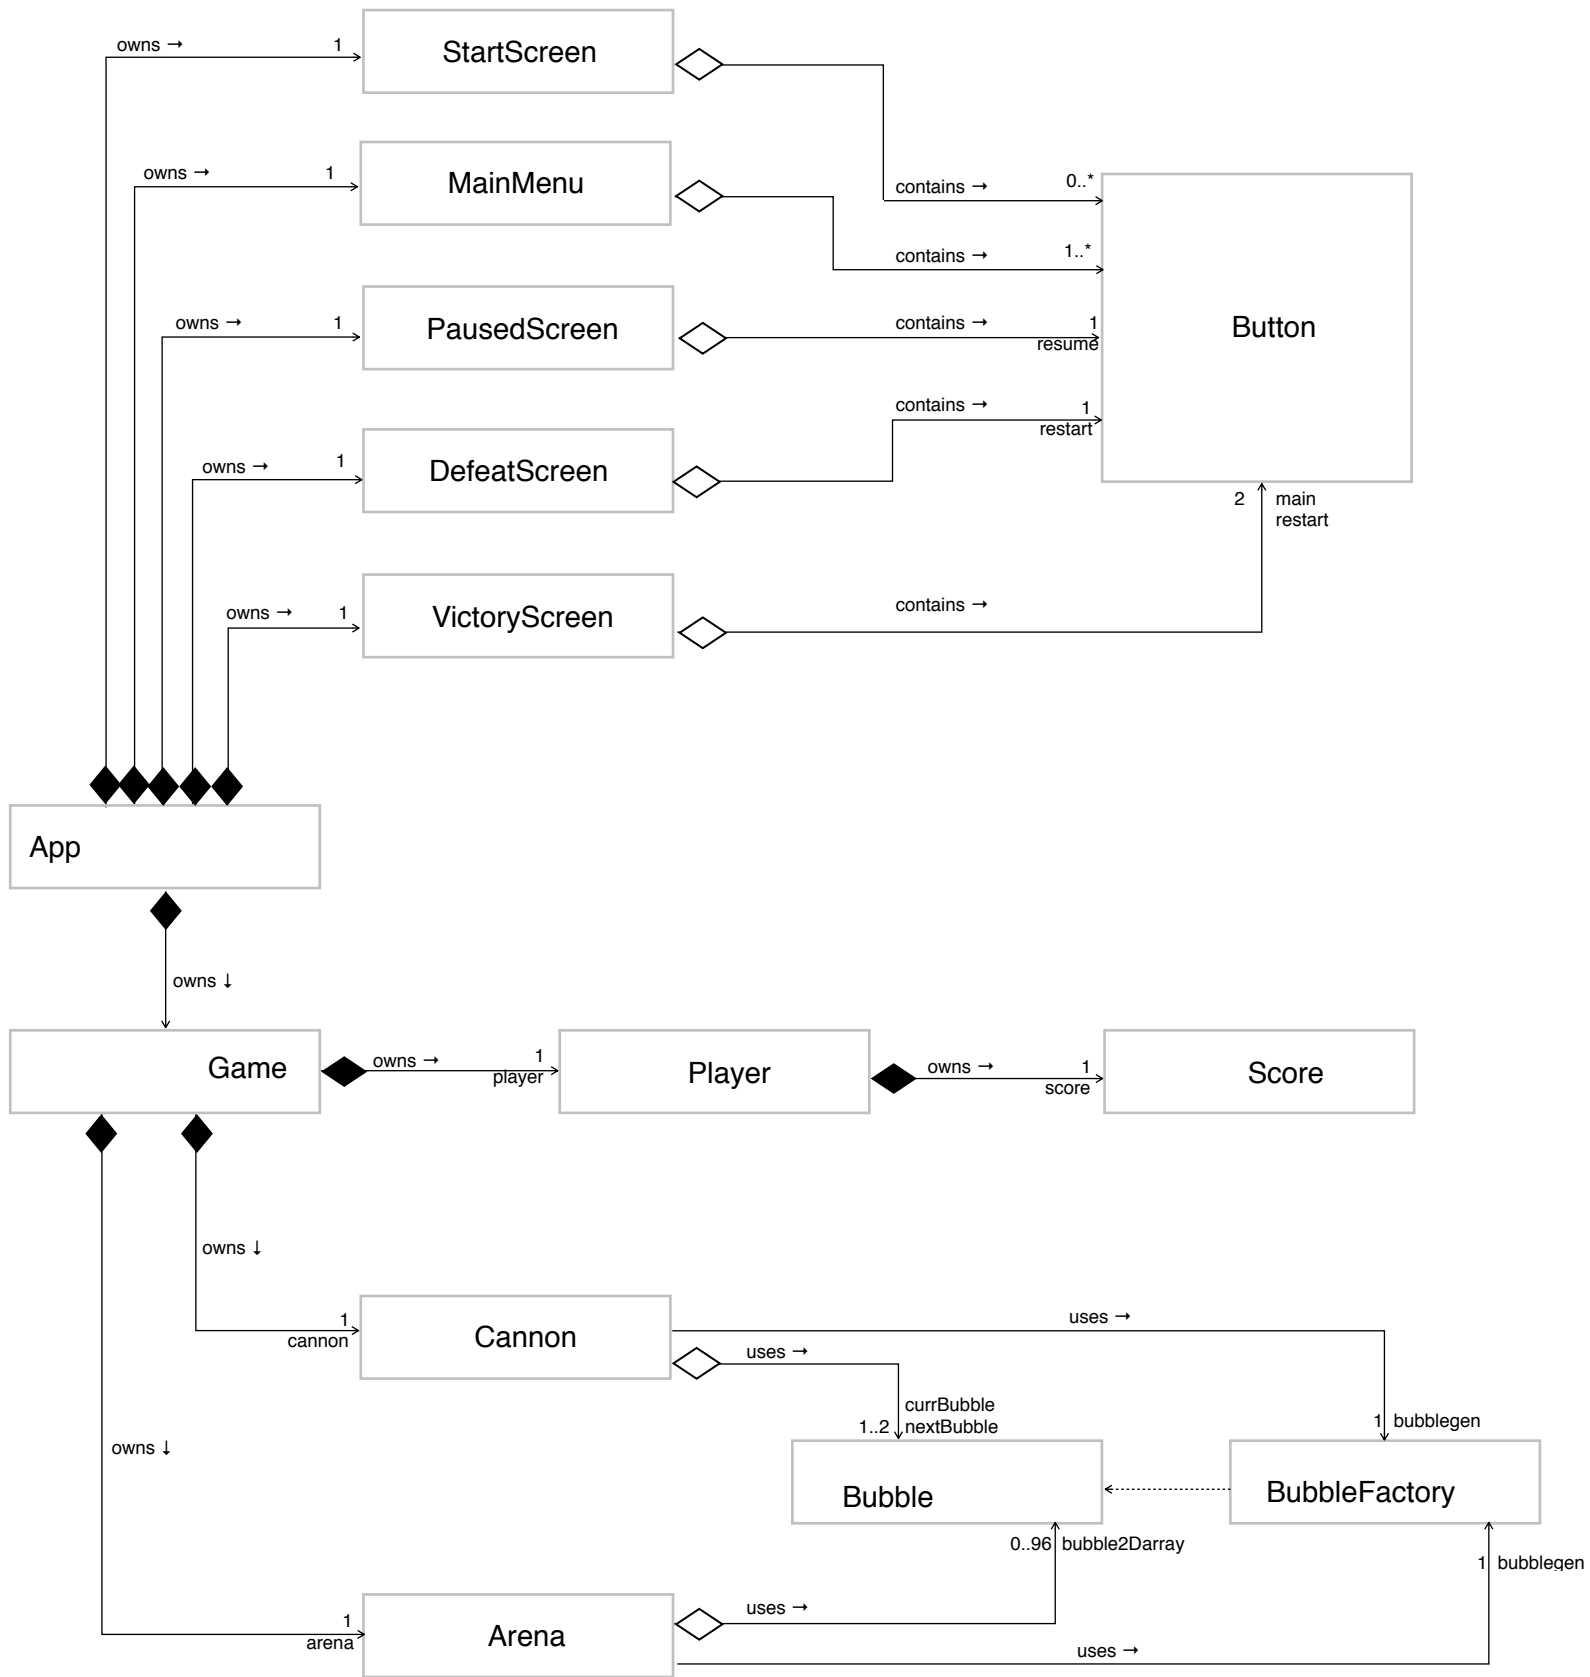 owns → 1
StartScreen
owns → 1
MainMenu
contains → 0..*
contains → 1..*
owns → 1
PausedScreen
contains → 1
resume
Button
owns → 1
DefeatScreen
contains → 1
restart
2 main
restart
owns → 1
VictoryScreen
contains →
App
owns ↓
Game
owns → 1
player
Player
owns → 1
score
Score
owns ↓
1
cannon
Cannon
uses →
uses →
currBubble
1..2 nextBubble
1 bubblegen
owns ↓
Bubble
BubbleFactory
0..96 bubble2Darray
1 bubblegen
1
arena
Arena
uses →
uses →